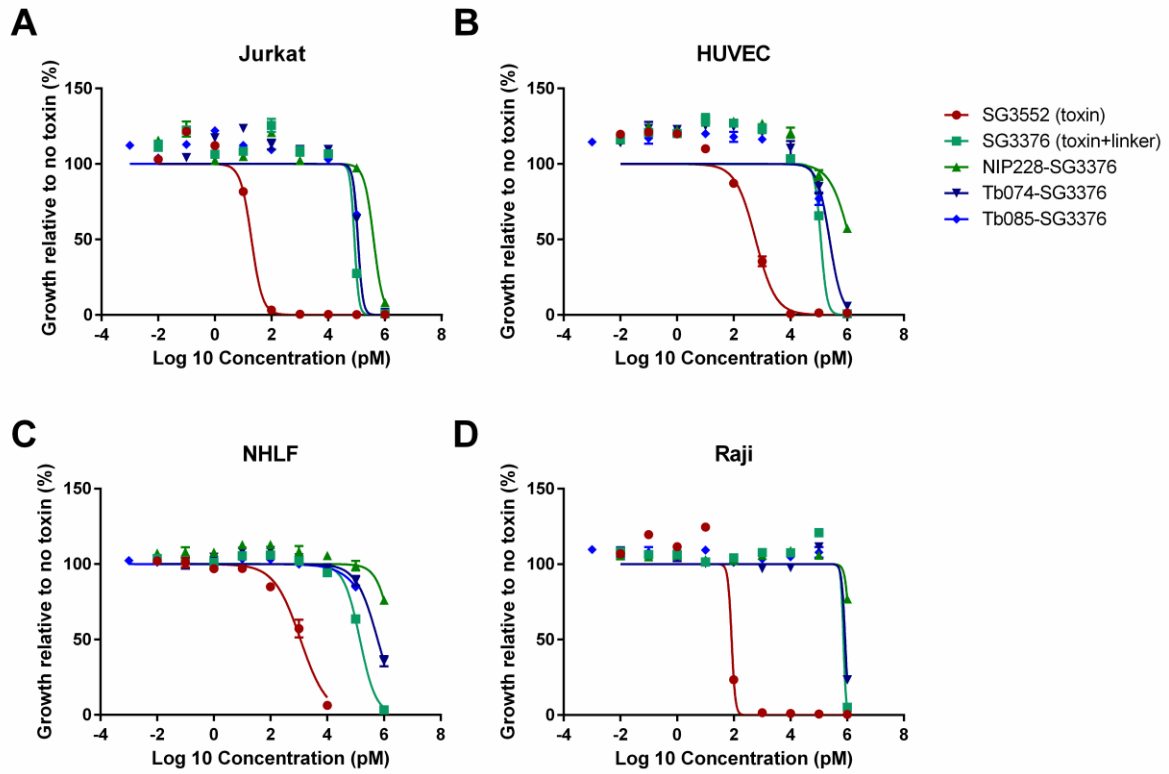 A
Jurkat
Growth relative to no toxin (%)
150
100
50
0
-4 -2 0 2 4 6 8
Log 10 Concentration (pM)
B
HUVEC
Growth relative to no toxin (%)
150
100
50
0
-4 -2 0 2 4 6 8
Log 10 Concentration (pM)
SG3552 (toxin)
SG3376 (toxin+linker)
NIP228-SG3376
Tb074-SG3376
Tb085-SG3376
C
NHLF
Growth relative to no toxin (%)
150
100
50
0
-4 -2 0 2 4 6 8
Log 10 Concentration (pM)
D
Raji
Growth relative to no toxin (%)
150
100
50
0
-4 -2 0 2 4 6 8
Log 10 Concentration (pM)